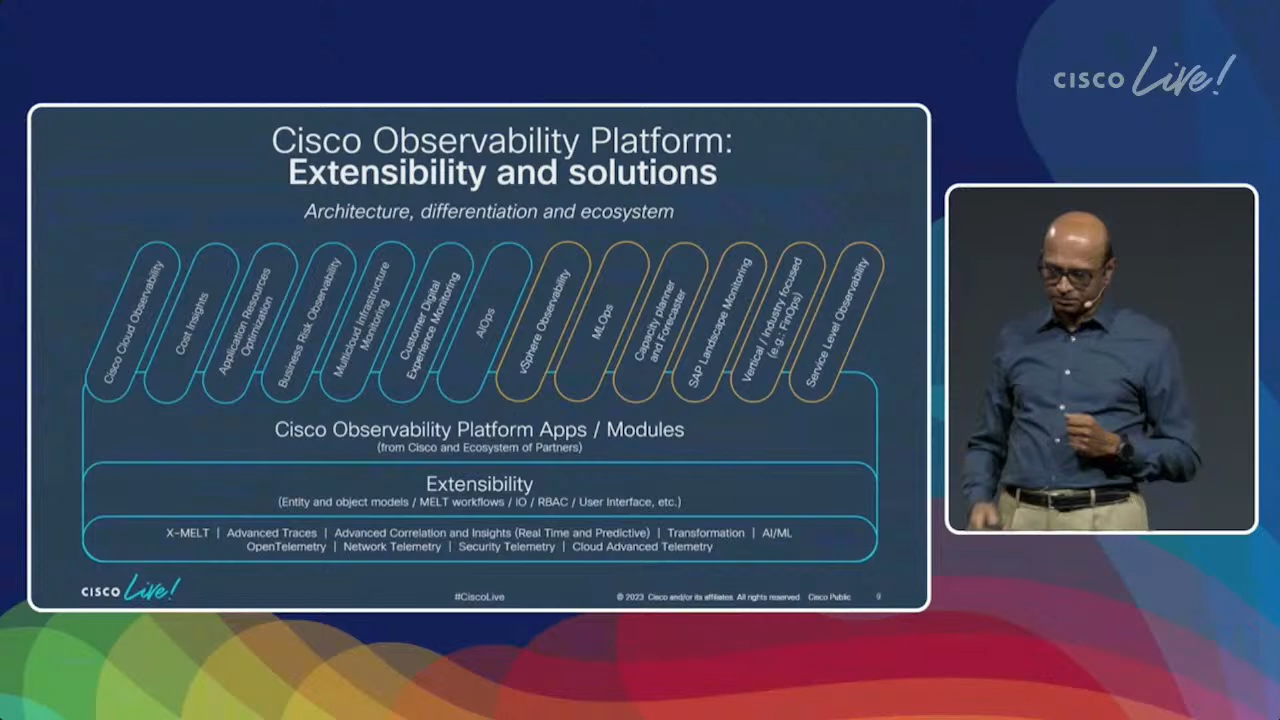 CISCO Live!
Cisco Observability Platform:
Extensibility and solutions
Architecture, differentiation and ecosystem
Cisco Cloud Observability
Cost Insights
Application Resources
Optimization
Business Risk Observability
Multicloud Infrastructure
Monitoring
Customer Digital
Experience Monitoring
AIOps
vSphere Observability
MLOps
Capacity planner
and Forecaster
SAP Landscape Monitoring
Vertical / Industry focused
(e.g.: FinOps)
Service Level Observability
Cisco Observability Platform Apps / Modules
(from Cisco and Ecosystem of Partners)
Extensibility
(Entity and object models / MELT workflows / IO / RBAC / User Interface, etc.)
X-MELT | Advanced Traces | Advanced Correlation and Insights (Real Time and Predictive) | Transformation | AI/ML
OpenTelemetry | Network Telemetry | Security Telemetry | Cloud Advanced Telemetry
CISCO Live!
#CiscoLive
© 2023 Cisco and/or its affiliates. All rights reserved. Cisco Public
9